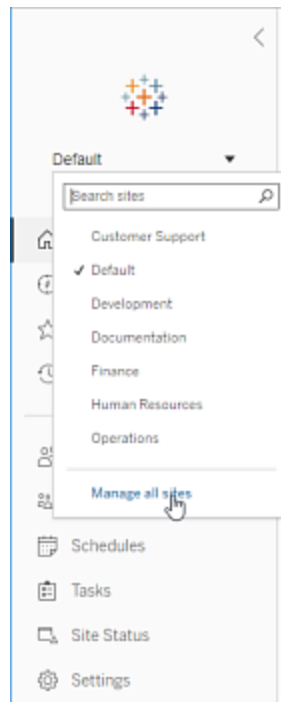 Default
Search sites
Customer Support
Default
Development
Documentation
Finance
Human Resources
Operations
Manage all sites
Schedules
Tasks
Site Status
Settings